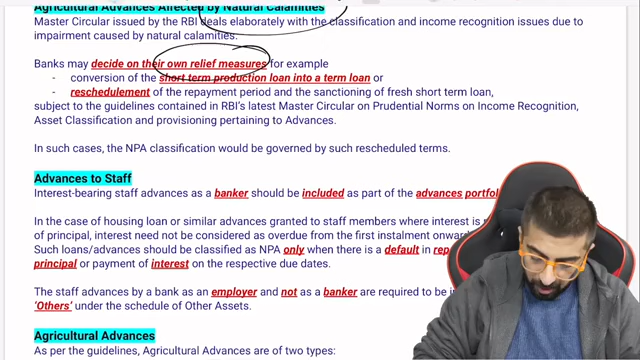 Agricultural Advances Affected by Natural Calamities
Master Circular issued by the RBI deals elaborately with the classification and income recognition issues due to
impairment caused by natural calamities.
Banks may decide on their own relief measures for example
- conversion of the short term production loan into a term loan or
- reschedulement of the repayment period and the sanctioning of fresh short term loan,
subject to the guidelines contained in RBI's latest Master Circular on Prudential Norms on Income Recognition,
Asset Classification and provisioning pertaining to Advances.
In such cases, the NPA classification would be governed by such rescheduled terms.
Advances to Staff
Interest-bearing staff advances as a banker should be included as part of the advances
In the case of housing loan or similar advances granted to staff members where interest is
of principal, interest need not be considered as overdue from the first instalment
Such loans/advances should be classified as NPA only when there is a default in
principal or payment of interest on the respective due dates.
The staff advances by a bank as an employer and not as a banker are required to be
'Others' under the schedule of Other Assets.
Agricultural Advances
As per the guidelines, Agricultural Advances are of two types: